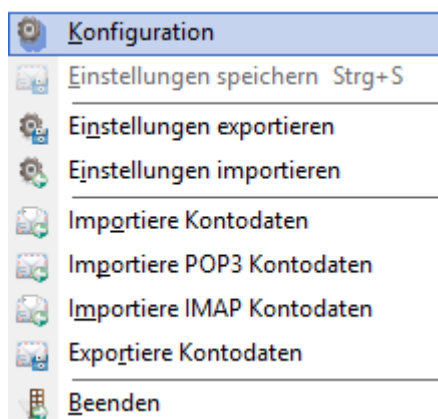 Konfiguration
Einstellungen speichern Strg+S
Einstellungen exportieren
Einstellungen importieren
Importiere Kontodaten
Importiere POP3 Kontodaten
Importiere IMAP Kontodaten
Exportiere Kontodaten
Beenden